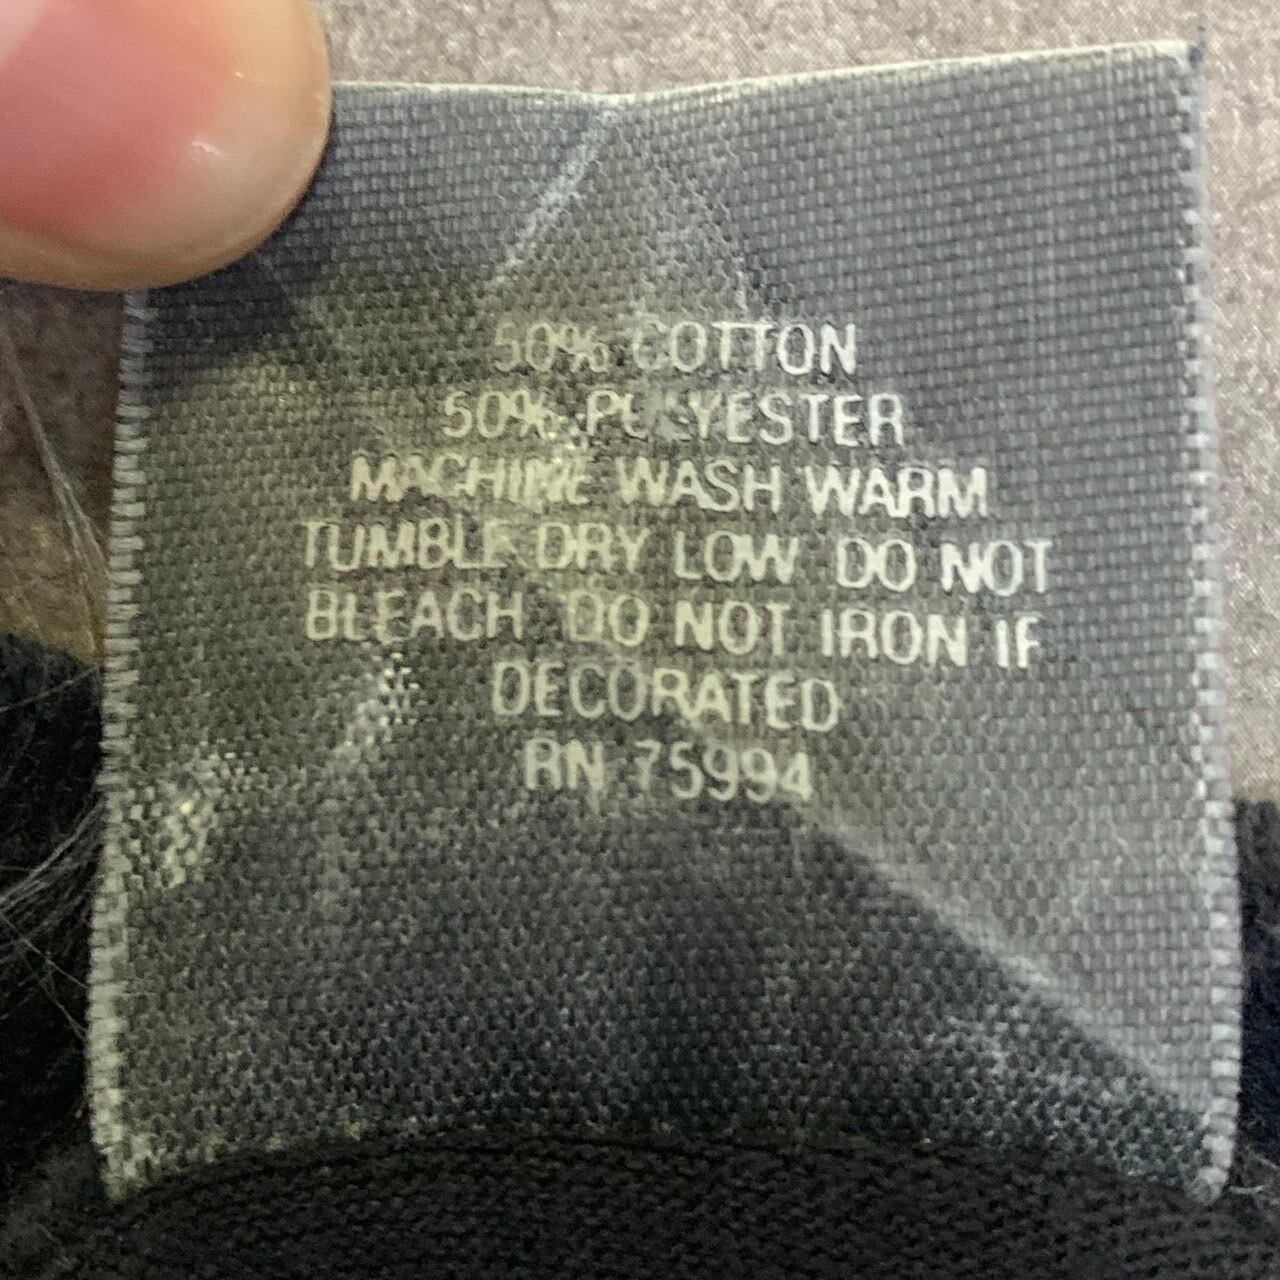 50% COTTON
50% POLYESTER
MACHINE WASH WARM
TUMBLE DRY LOW DO NOT
BLEACH DO NOT IRON IF
DECORATED
RN 75994